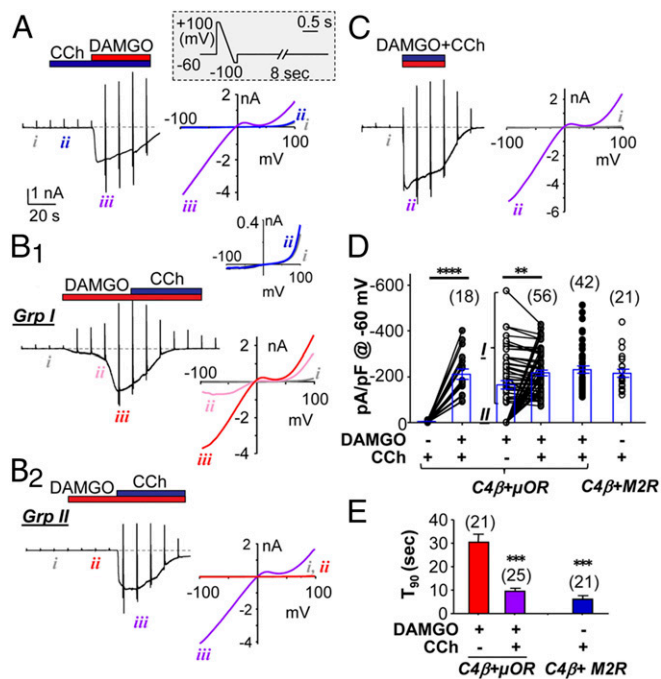 A
CCh
DAMGO
+100
(mV)
-60
-100
8 sec
0.5 s
C
DAMGO+CCh
i
ii
iii
1 nA
20 s
nA
2
-100
ii
i
100
mV
-2
-4
iii
i
ii
nA
2
-100
i
100
mV
-2
-4
-6
ii
B1
0.4
ii
-100
i
100
DAMGO
CCh
Grp I
i
ii
iii
nA
2
-100
i
100
ii
mV
-2
-4
iii
D
pA/pF @ -60 mV
-600
-400
-200
0
****
(18)
**
(56)
(42)
(21)
I
II
DAMGO - + + + + -
CCh + + - + + +
C4β+μOR
C4β+M2R
B2
DAMGO
CCh
Grp II
i
ii
iii
nA
2
i, ii
-100
100
mV
-2
-4
iii
E
T90 (sec)
40
30
20
10
0
(21)
***
(25)
***
(21)
DAMGO + + -
CCh - + +
C4β+μOR
C4β+ M2R